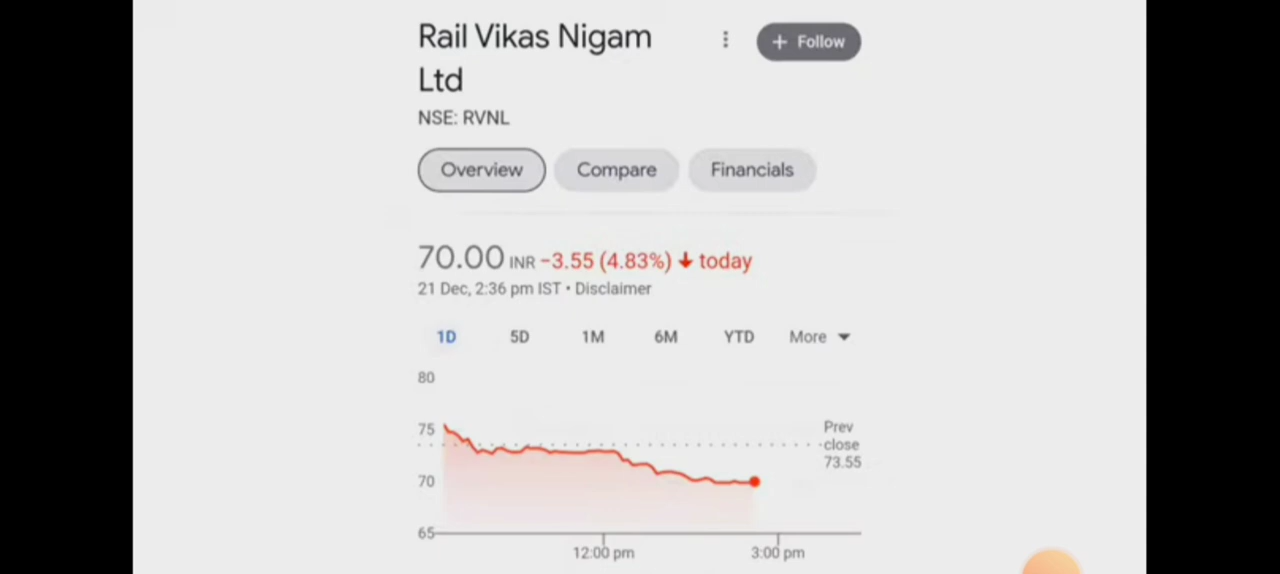 Rail Vikas Nigam
Ltd
+ Follow
NSE: RVNL
Overview Compare Financials
70.00 INR −3.55 (4.83%) ↓ today
21 Dec, 2:36 pm IST • Disclaimer
1D 5D 1M 6M YTD More
80
75
70
65
Prev
close
73.55
12:00 pm 3:00 pm